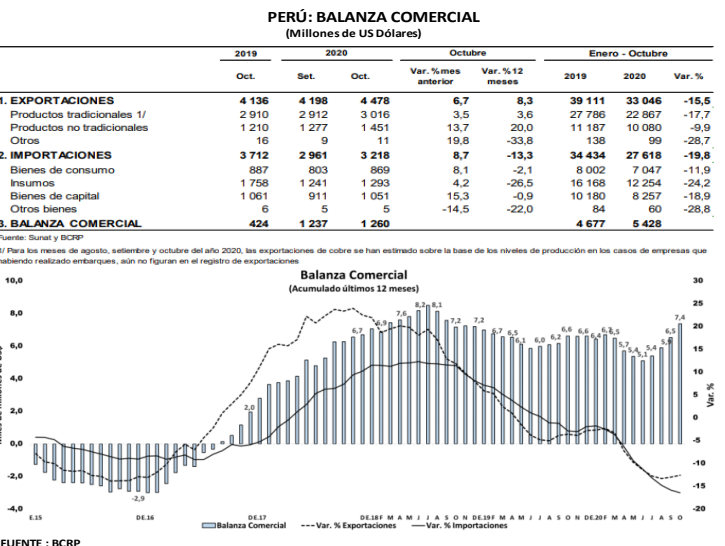 PERÚ: BALANZA COMERCIAL
(Millones de US Dólares)
2019 2020 Octubre Enero - Octubre
Oct. Set. Oct. Var. %mes anterior Var. %12 meses 2019 2020 Var. %
1. EXPORTACIONES 4 136 4 198 4 478 6,7 8,3 39 111 33 046 -15,5
Productos tradicionales 1/ 2 910 2 912 3 016 3,5 3,6 27 786 22 867 -17,7
Productos no tradicionales 1 210 1 277 1 451 13,7 20,0 11 187 10 080 -9,9
Otros 16 9 11 19,8 -33,8 138 99 -28,7
2. IMPORTACIONES 3 712 2 961 3 218 8,7 -13,3 34 434 27 618 -19,8
Bienes de consumo 887 803 869 8,1 -2,1 8 002 7 047 -11,9
Insumos 1 758 1 241 1 293 4,2 -26,5 16 168 12 254 -24,2
Bienes de capital 1 061 911 1 051 15,3 -0,9 10 180 8 257 -18,9
Otros bienes 6 5 5 -14,5 -22,0 84 60 -28,8
3. BALANZA COMERCIAL 424 1 237 1 260 4 677 5 428
Fuente: Sunat y BCRP
1/ Para los meses de agosto, setiembre y octubre del año 2020, las exportaciones de cobre se han estimado sobre la base de los niveles de producción en los casos de empresas que
habiendo realizado embarques, aún no figuran en el registro de exportaciones
Balanza Comercial
(Acumulado últimos 12 meses)
10,0
8,0
6,0
4,0
2,0
0,0
-2,0
-4,0
-2,9 2,0 6,7 6,9 7,6 8,2 8,1 7,2 7,2 6,7 6,5 6,1 6,0 6,2 6,6 6,6 6,4 6,7 6,5 5,7 5,4 5,1 5,4 5,9 6,5 7,4
30
25
20
15
10
5
0
-5
-10
-15
-20
Var. %
E.15 DE.16 DE.17 DE.18 F M A M J J A S O N DE.19 F M A M J J A S O N DE.20 F M A M J J A S O
Balanza Comercial Var. % Exportaciones Var. % Importaciones
FUENTE : BCRP